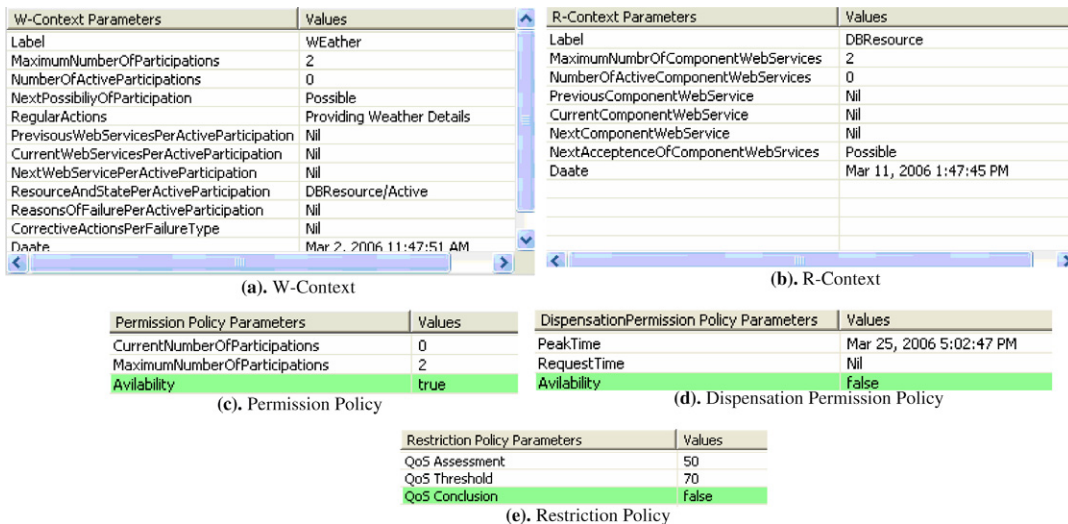 W-Context Parameters Values
Label WEather
MaximumNumberOfParticipations 2
NumberOfActiveParticipations 0
NextPossibiliyOfParticipation Possible
RegularActions Providing Weather Details
PrevisousWebServicesPerActiveParticipation Nil
CurrentWebServicesPerActiveParticipation Nil
NextWebServicePerActiveParticipation Nil
ResourceAndStatePerActiveParticipation DBResource/Active
ReasonsOfFailurePerActiveParticipation Nil
CorrectiveActionsPerFailureType Nil
Daate Mar 2, 2006 11:47:51 AM
(a). W-Context
R-Context Parameters Values
Label DBResource
MaximumNumbrOfComponentWebServices 2
NumberOfActiveComponentWebServices 0
PreviousComponentWebService Nil
CurrentComponentWebService Nil
NextComponentWebService Nil
NextAcceptenceOfComponentWebSrvices Possible
Daate Mar 11, 2006 1:47:45 PM
(b). R-Context
Permission Policy Parameters Values
CurrentNumberOfParticipations 0
MaximumNumberOfParticipations 2
Avilability true
(c). Permission Policy
DispensationPermission Policy Parameters Values
PeakTime Mar 25, 2006 5:02:47 PM
RequestTime Nil
Avilability false
(d). Dispensation Permission Policy
Restriction Policy Parameters Values
QoS Assessment 50
QoS Threshold 70
QoS Conclusion false
(e). Restriction Policy